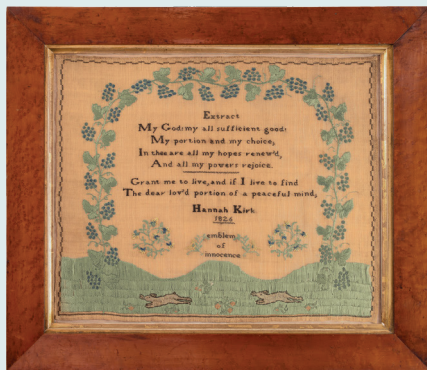 Extract
My God: my all sufficient good:
My portion and my choice,
In thee are all my hopes renew'd,
And all my powers rejoice.
Grant me to live, and if I live to find
The dear lov'd portion of a peaceful mind,
Hannah Kirk
1824
emblem
of
innocence